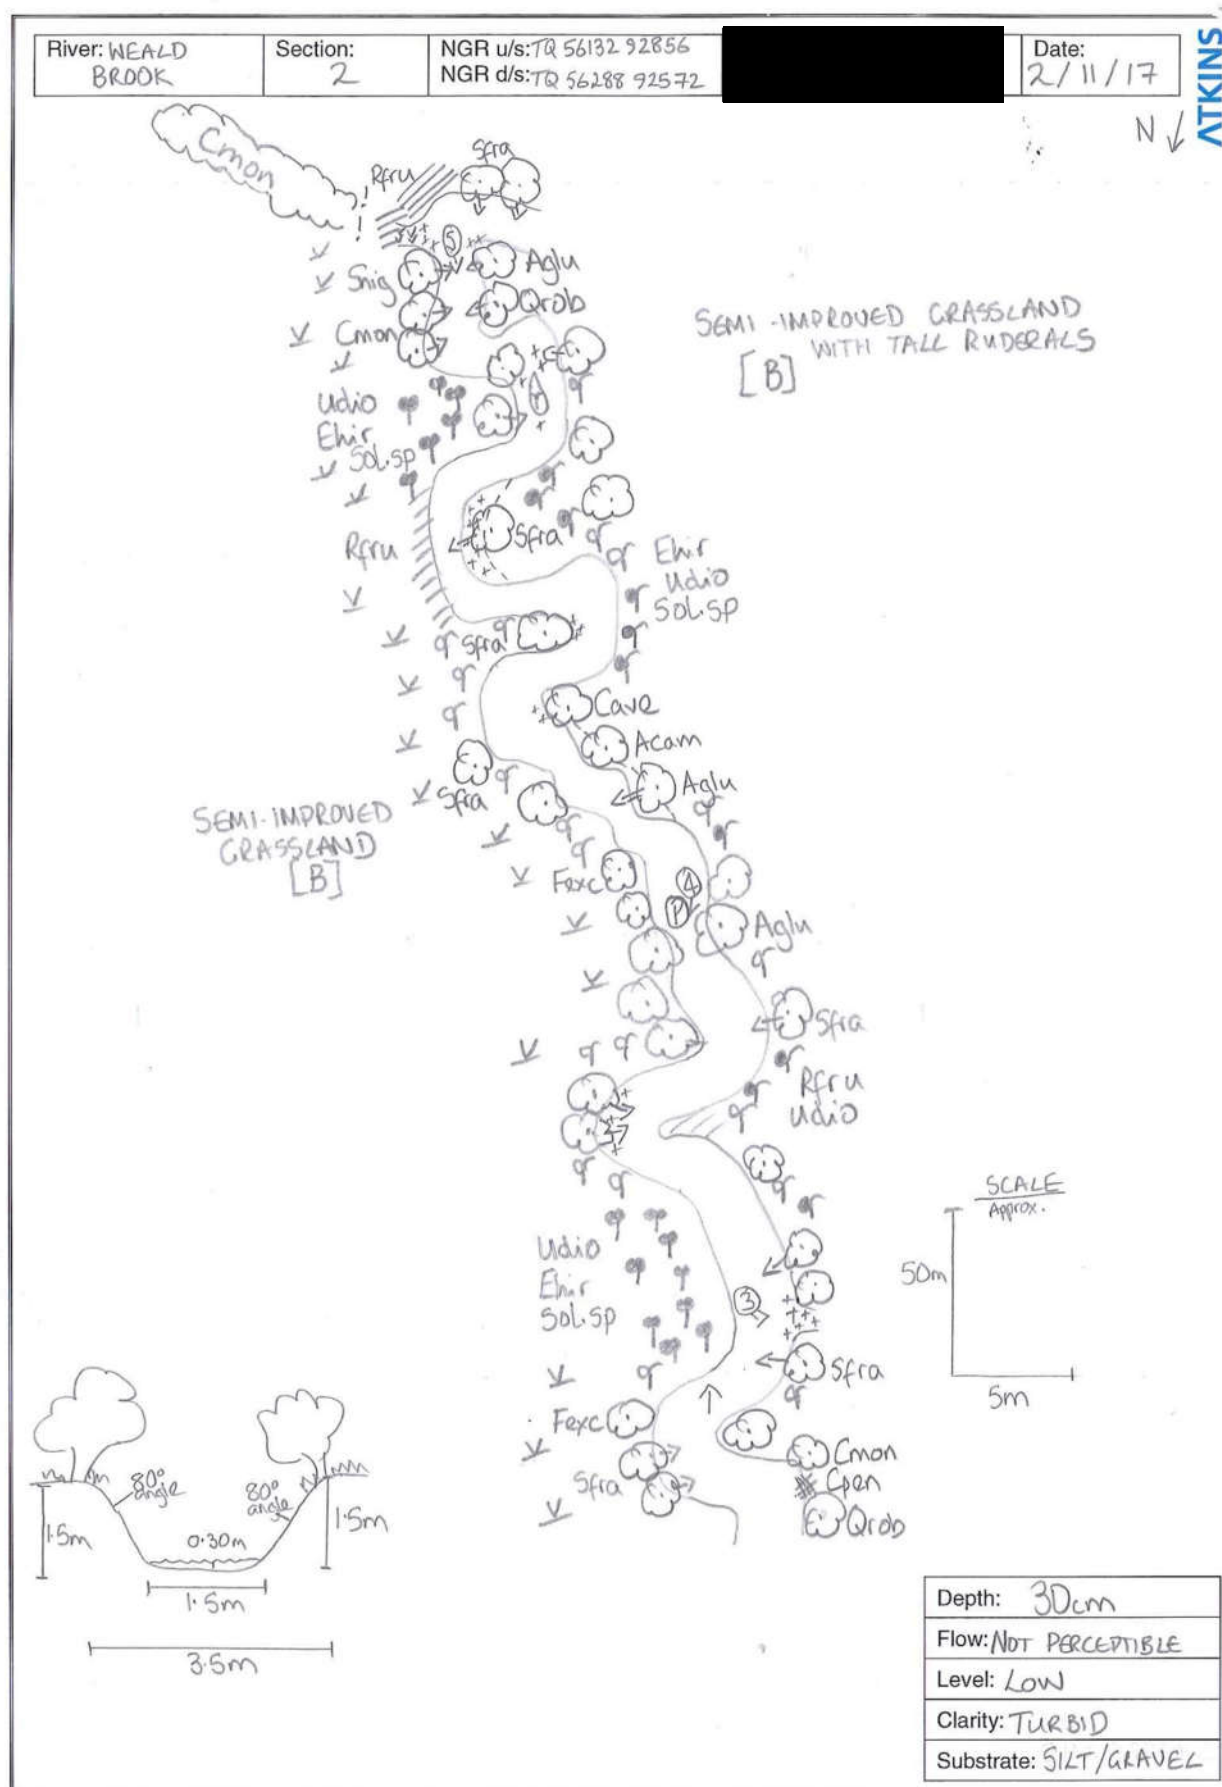 River: WEALD BROOK
Section: 2
NGR u/s: TQ 56132 92856
NGR d/s: TQ 56288 92572
Date: 2/11/17
ATKINS
N
Cmon
Rfru
Sfra
5
Snig
Aglu
Qrob
Cmon
SEMI-IMPROVED GRASSLAND
WITH TALL RUDERALS
[B]
Udio
Ehir
Sol.sp
Rfru
Sfra
Ehir
Udio
Sol.sp
Sfra
Cave
Acam
Aglu
Sfra
SEMI-IMPROVED
GRASSLAND
[B]
Fexc
4
P
Aglu
Sfra
Rfru
Udio
SCALE
Approx.
50m
5m
Udio
Ehir
Sol.sp
3
Sfra
Fexc
Cmon
Cpen
Sfra
Qrob
80°
angle
80°
angle
1.5m
0.30m
1.5m
1.5m
3.5m
Depth: 30cm
Flow: NOT PERCEPTIBLE
Level: LOW
Clarity: TURBID
Substrate: SILT/GRAVEL